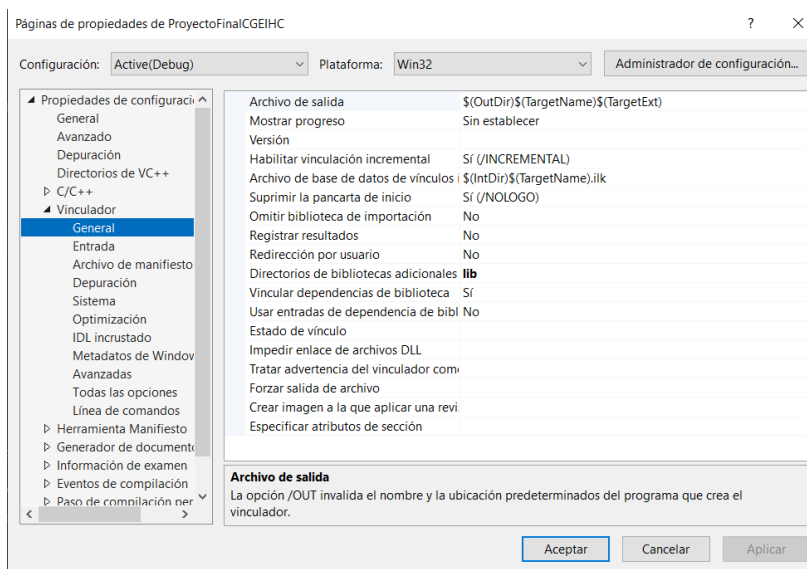 Páginas de propiedades de ProyectoFinalCGEIHC ? ×
Configuración: Active(Debug) Plataforma: Win32 Administrador de configuración...
Propiedades de configuraci
General
Avanzado
Depuración
Directorios de VC++
C/C++
Vinculador
General
Entrada
Archivo de manifiesto
Depuración
Sistema
Optimización
IDL incrustado
Metadatos de Window
Avanzadas
Todas las opciones
Línea de comandos
Herramienta Manifiesto
Generador de documento
Información de examen
Eventos de compilación
Paso de compilación per
Archivo de salida $(OutDir)$(TargetName)$(TargetExt)
Mostrar progreso Sin establecer
Versión
Habilitar vinculación incremental Sí (/INCREMENTAL)
Archivo de base de datos de vínculos i $(IntDir)$(TargetName).ilk
Suprimir la pancarta de inicio Sí (/NOLOGO)
Omitir biblioteca de importación No
Registrar resultados No
Redirección por usuario No
Directorios de bibliotecas adicionales lib
Vincular dependencias de biblioteca Sí
Usar entradas de dependencia de bibl No
Estado de vínculo
Impedir enlace de archivos DLL
Tratar advertencia del vinculador com
Forzar salida de archivo
Crear imagen a la que aplicar una revi
Especificar atributos de sección
Archivo de salida
La opción /OUT invalida el nombre y la ubicación predeterminados del programa que crea el
vinculador.
Aceptar Cancelar Aplicar